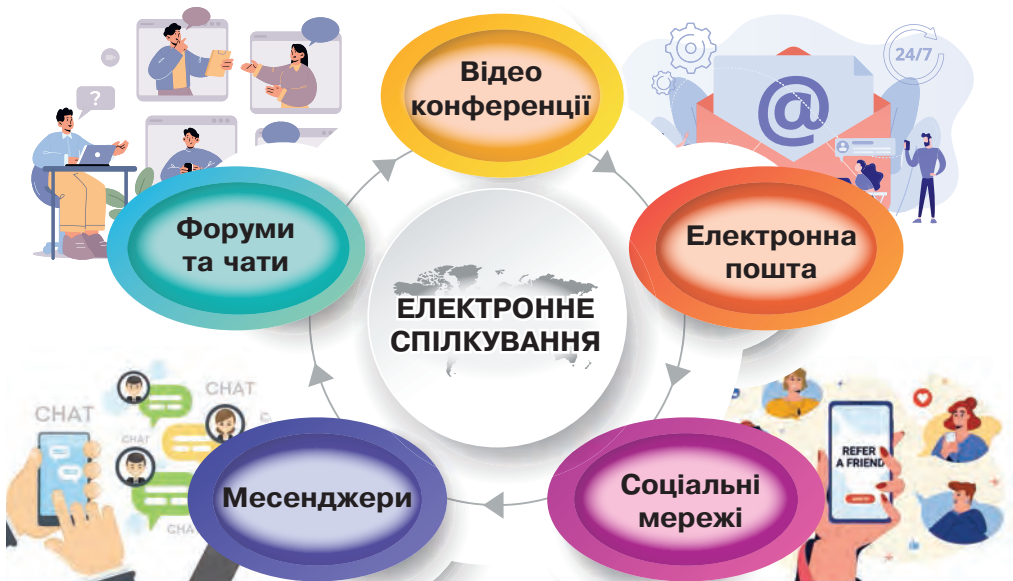 Відео
конференції
24/7
@
?
Форуми
та чати
Електронна
пошта
ЕЛЕКТРОННЕ
СПІЛКУВАННЯ
CHAT
CHAT
CHAT
REFER
A FRIEND
Месенджери
Соціальні
мережі